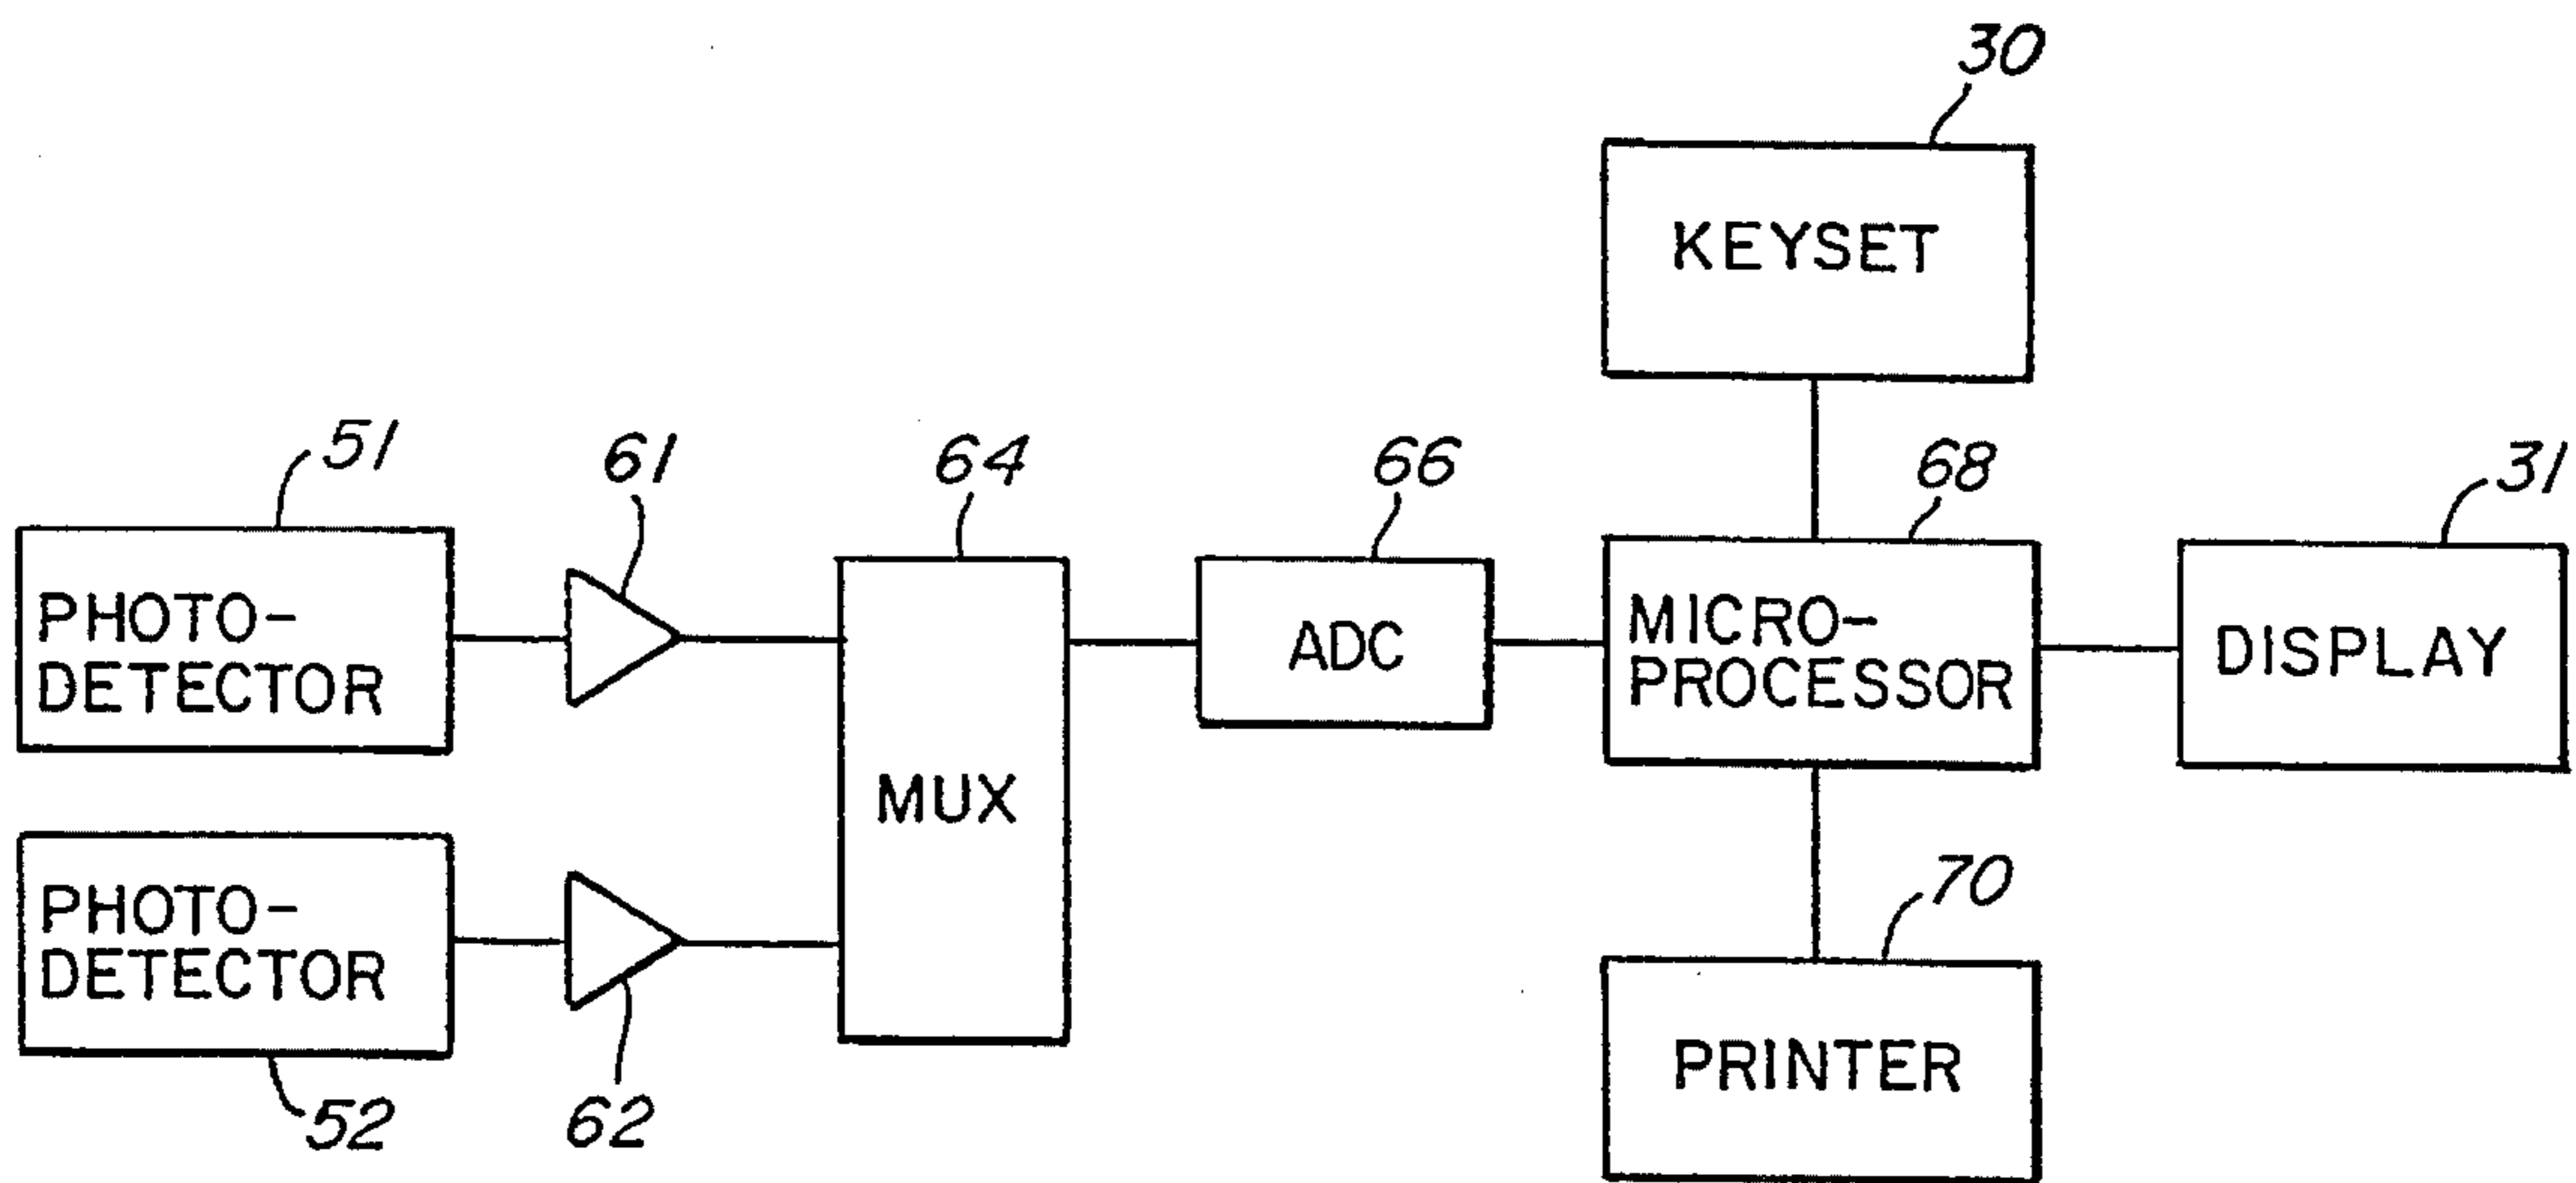 30
KEYSET
51
61
64
66
68
31
PHOTO-
DETECTOR
MUX
ADC
MICRO-
PROCESSOR
DISPLAY
PHOTO-
DETECTOR
52
62
70
PRINTER